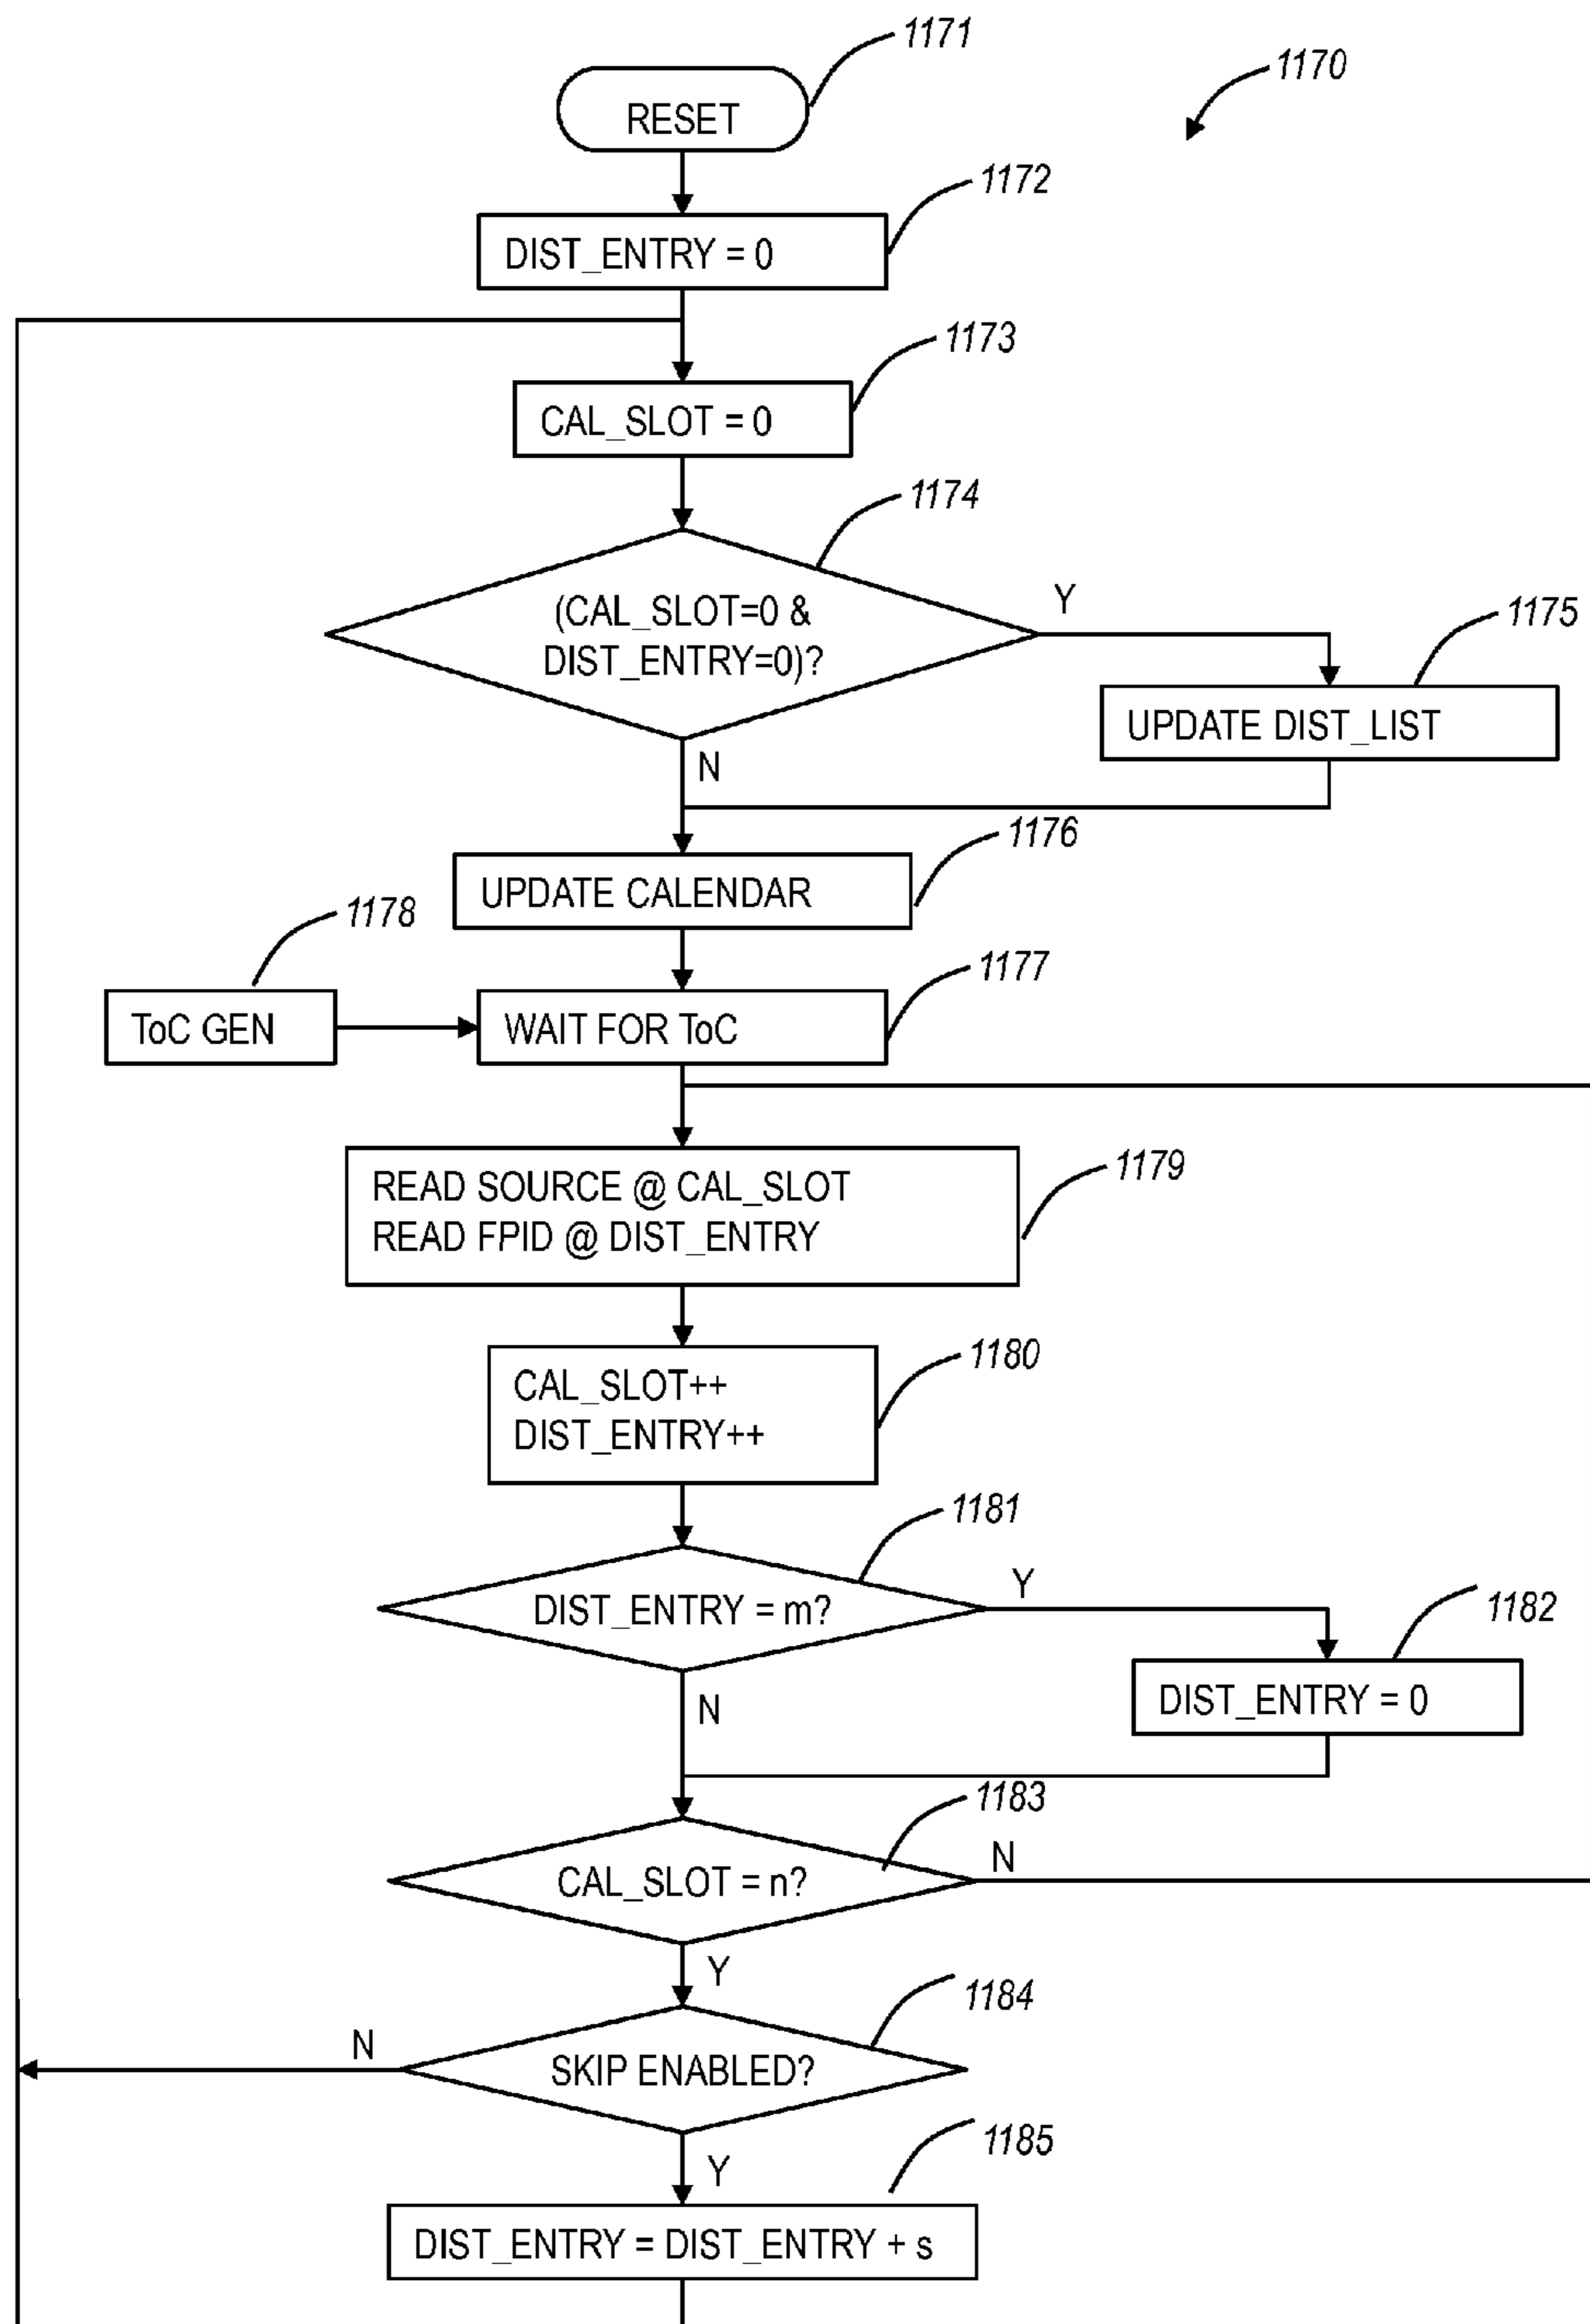 1171
1170
RESET
1172
DIST_ENTRY = 0
1173
CAL_SLOT = 0
1174
(CAL_SLOT=0 &
DIST_ENTRY=0)?
Y
1175
UPDATE DIST_LIST
N
1176
UPDATE CALENDAR
1178
1177
ToC GEN
WAIT FOR ToC
1179
READ SOURCE @ CAL_SLOT
READ FPID @ DIST_ENTRY
1180
CAL_SLOT++
DIST_ENTRY++
1181
DIST_ENTRY = m?
Y
1182
DIST_ENTRY = 0
N
1183
CAL_SLOT = n?
N
Y
1184
SKIP ENABLED?
N
Y
1185
DIST_ENTRY = DIST_ENTRY + s